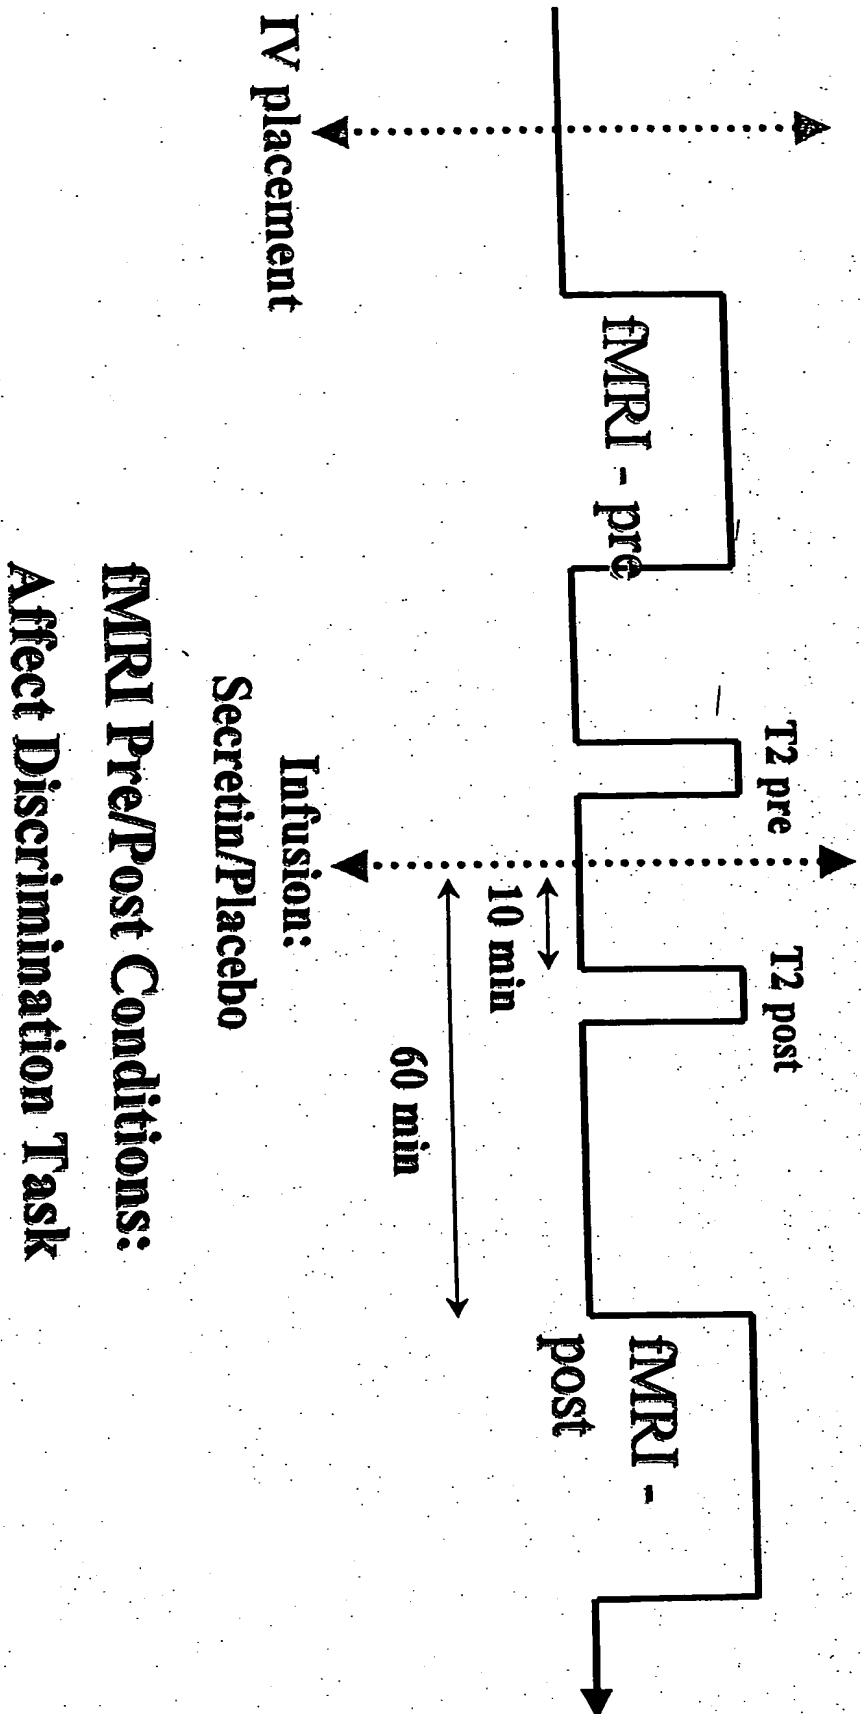 T2 pre
T2 post
fMRI - pre
fMRI -
post
10 min
60 min
IV placement
Infusion:
Secretin/Placebo
fMRI Pre/Post Conditions:
Affect Discrimination Task